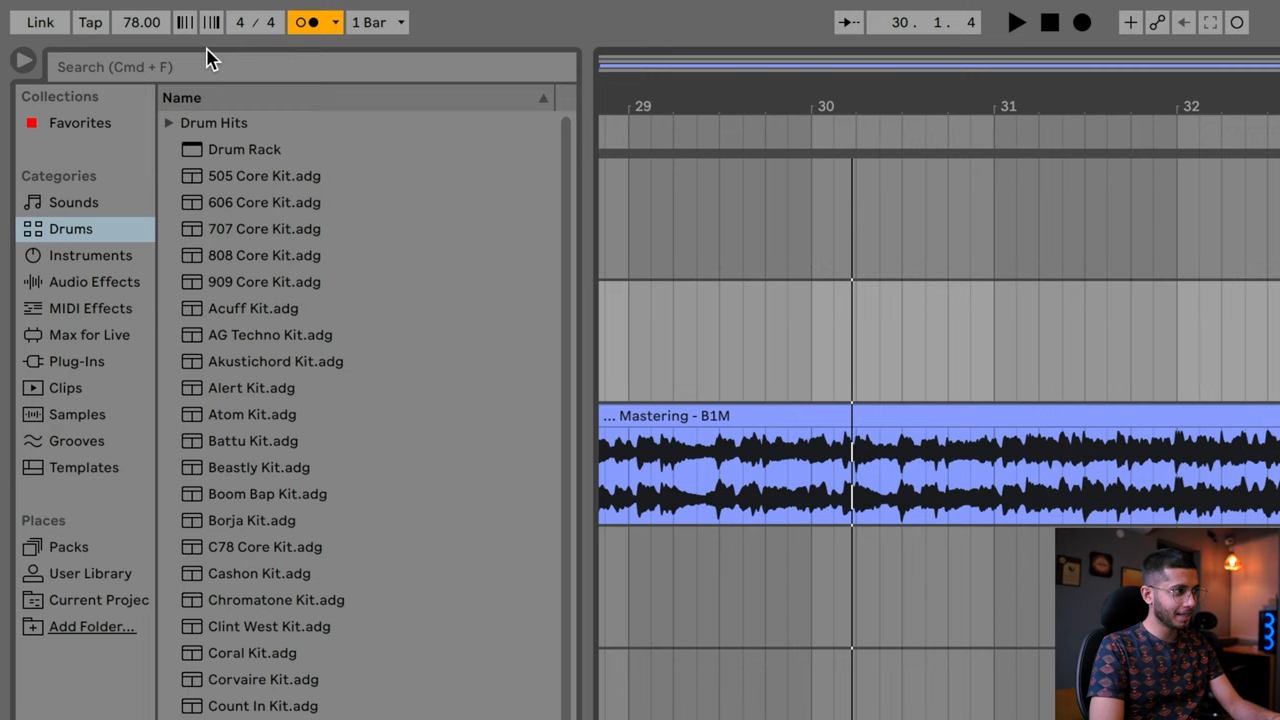 Link Tap 78.00 4 / 4 1 Bar 30. 1. 4
Search (Cmd + F)
Collections
Favorites
Categories
Sounds
Drums
Instruments
Audio Effects
MIDI Effects
Max for Live
Plug-Ins
Clips
Samples
Grooves
Templates
Places
Packs
User Library
Current Projec
Add Folder...
Name
Drum Hits
Drum Rack
505 Core Kit.adg
606 Core Kit.adg
707 Core Kit.adg
808 Core Kit.adg
909 Core Kit.adg
Acuff Kit.adg
AG Techno Kit.adg
Akustichord Kit.adg
Alert Kit.adg
Atom Kit.adg
Battu Kit.adg
Beastly Kit.adg
Boom Bap Kit.adg
Borja Kit.adg
C78 Core Kit.adg
Cashon Kit.adg
Chromatone Kit.adg
Clint West Kit.adg
Coral Kit.adg
Corvaire Kit.adg
Count In Kit.adg
29 30 31 32
... Mastering - B1M